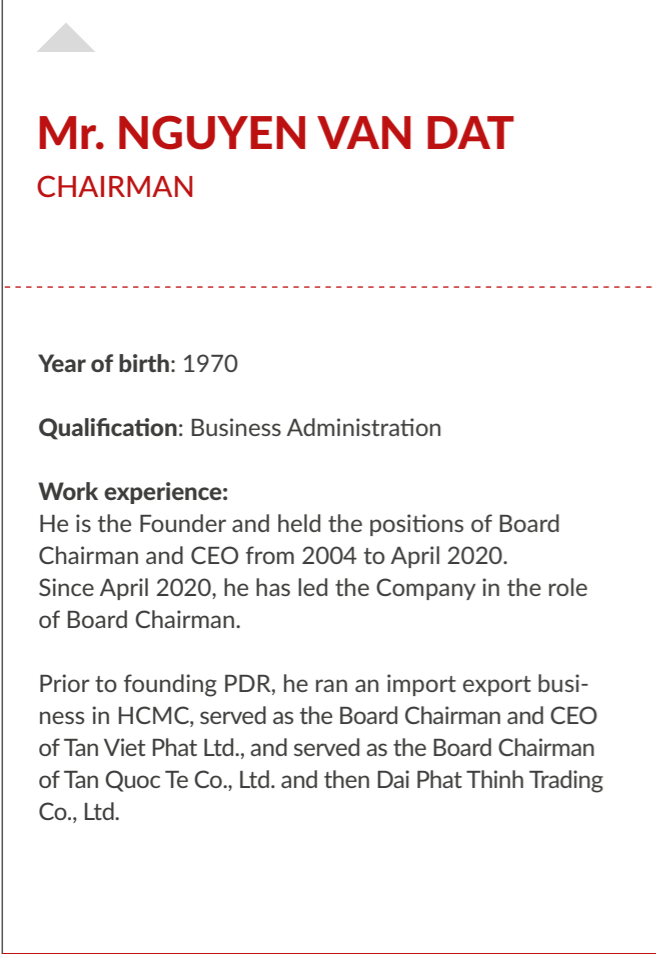 Mr. NGUYEN VAN DAT
CHAIRMAN
Year of birth: 1970
Qualification: Business Administration
Work experience:
He is the Founder and held the positions of Board
Chairman and CEO from 2004 to April 2020.
Since April 2020, he has led the Company in the role
of Board Chairman.
Prior to founding PDR, he ran an import export busi-
ness in HCMC, served as the Board Chairman and CEO
of Tan Viet Phat Ltd., and served as the Board Chairman
of Tan Quoc Te Co., Ltd. and then Dai Phat Thinh Trading
Co., Ltd.